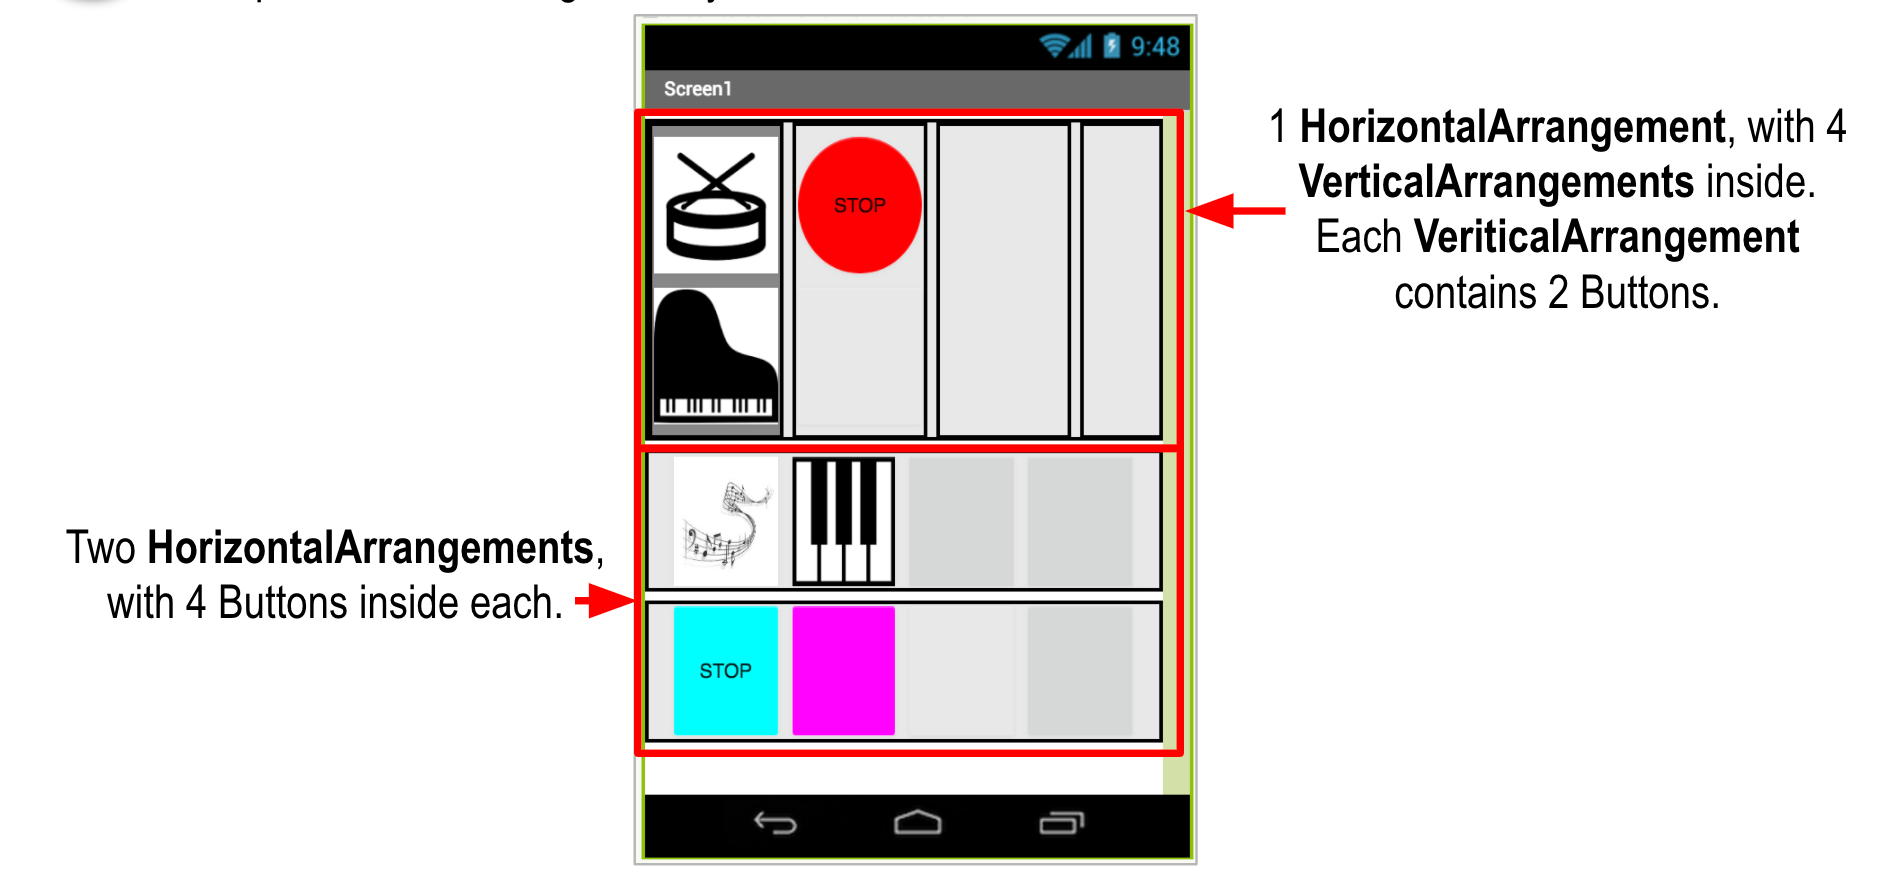 9:48
Screen1
1 HorizontalArrangement, with 4
VerticalArrangements inside.
Each VeriticalArrangement
contains 2 Buttons.
STOP
Two HorizontalArrangements,
with 4 Buttons inside each.
STOP